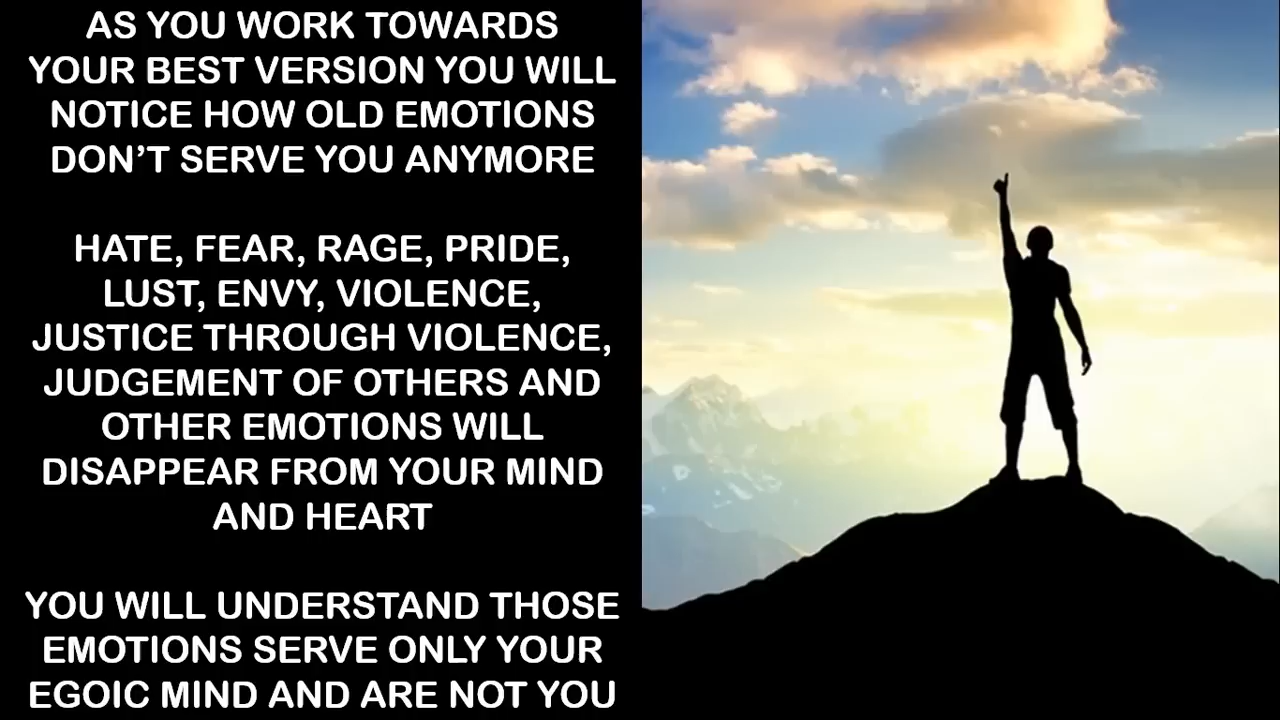 AS YOU WORK TOWARDS
YOUR BEST VERSION YOU WILL
NOTICE HOW OLD EMOTIONS
DON'T SERVE YOU ANYMORE
HATE, FEAR, RAGE, PRIDE,
LUST, ENVY, VIOLENCE,
JUSTICE THROUGH VIOLENCE,
JUDGEMENT OF OTHERS AND
OTHER EMOTIONS WILL
DISAPPEAR FROM YOUR MIND
AND HEART
YOU WILL UNDERSTAND THOSE
EMOTIONS SERVE ONLY YOUR
EGOIC MIND AND ARE NOT YOU